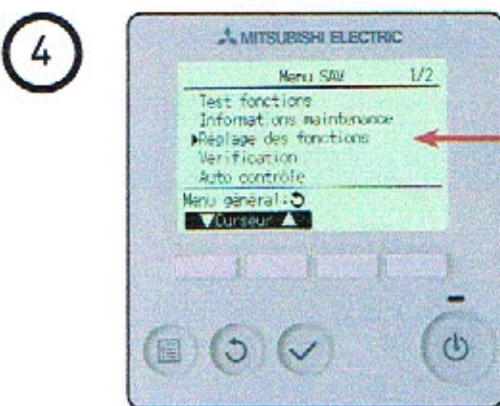 4
MITSUBISHI ELECTRIC
Menu SAV 1/2
Test fonctions
Informations maintenance
Réglage des fonctions
Vérification
Auto contrôle
Menu général:
Curseur